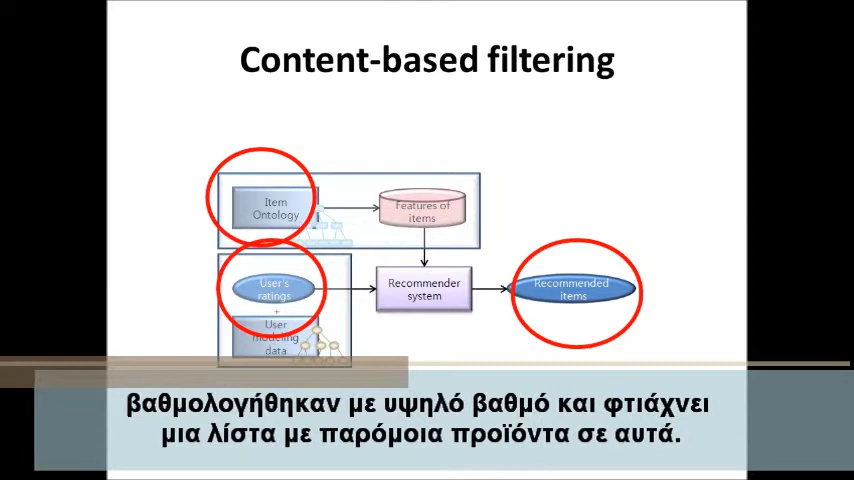 Content-based filtering
Item
Ontology
Features of
items
User's
ratings
+
User
modeling
data
Recommender
system
Recommended
items
βαθμολογήθηκαν με υψηλό βαθμό και φτιάχνει
μια λίστα με παρόμοια προϊόντα σε αυτά.